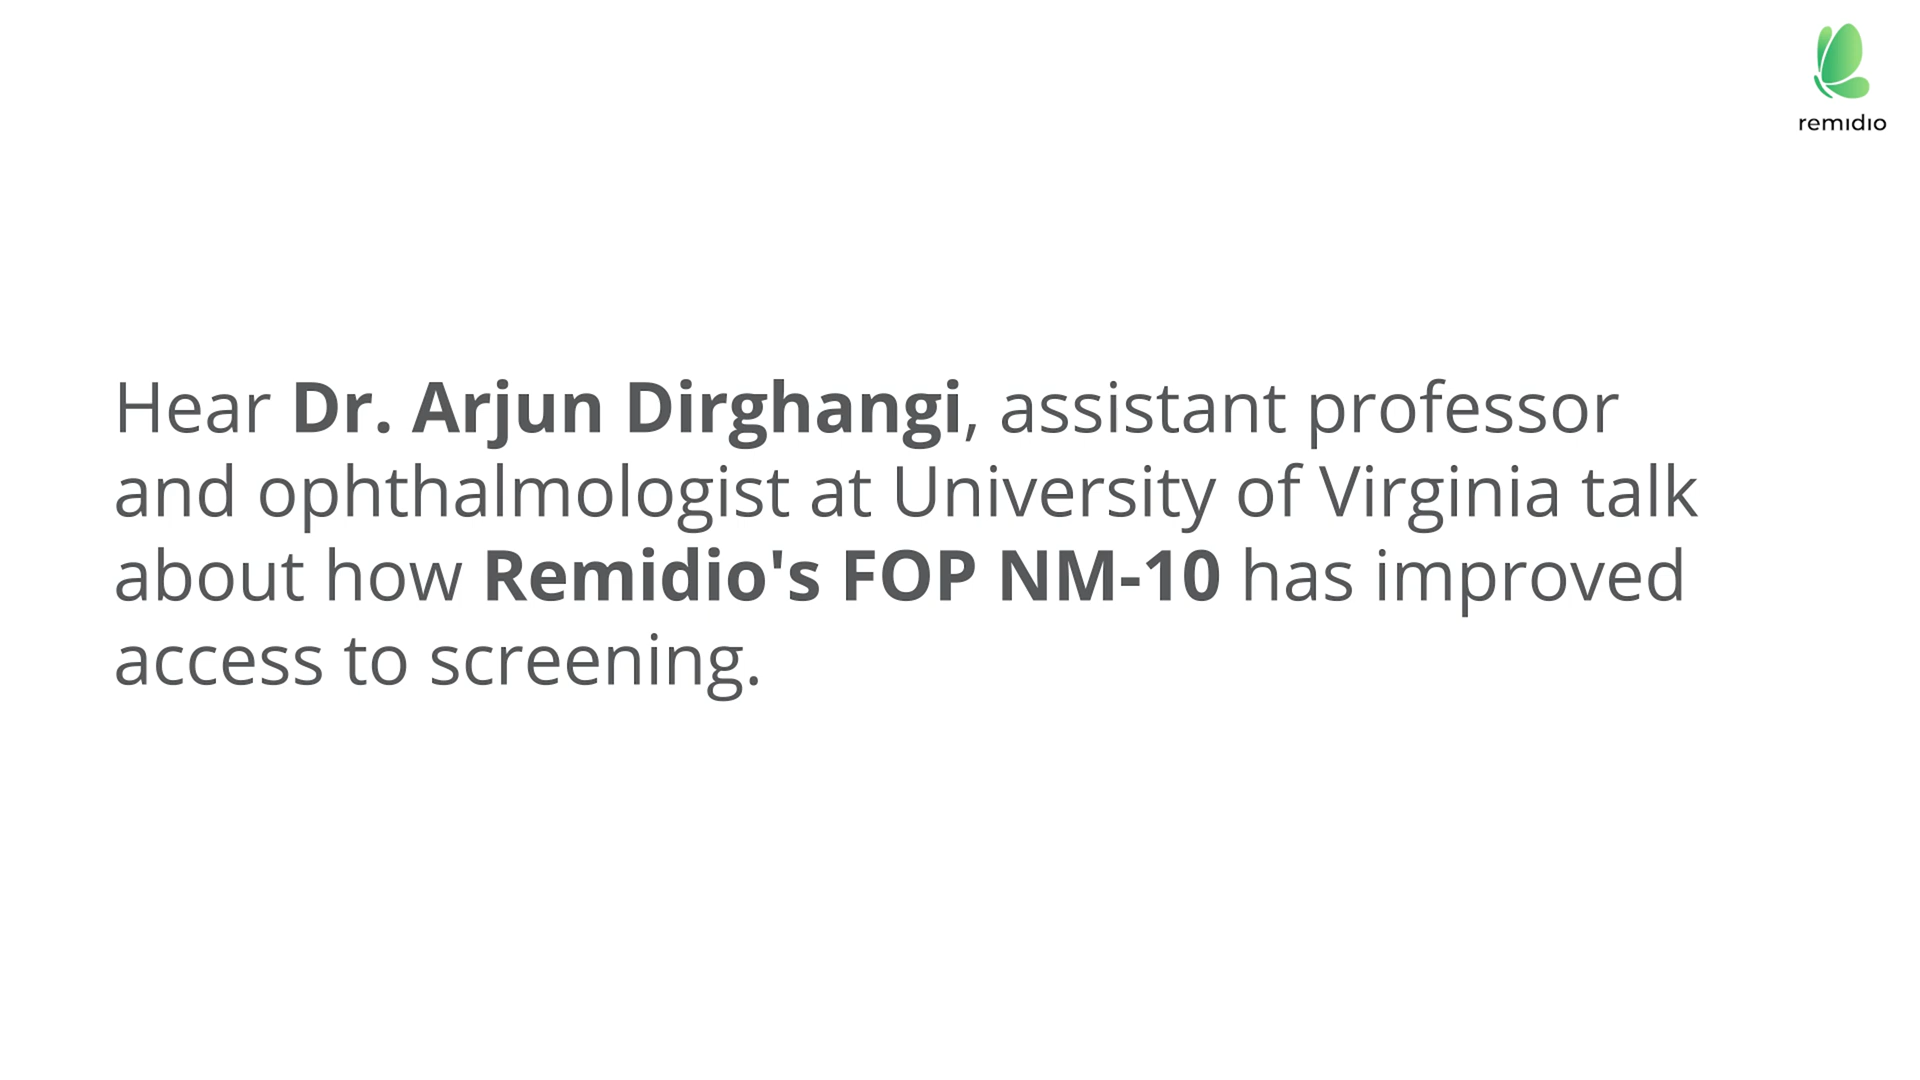 remidio
Hear Dr. Arjun Dirghangi, assistant professor
and ophthalmologist at University of Virginia talk
about how Remidio's FOP NM-10 has improved
access to screening.